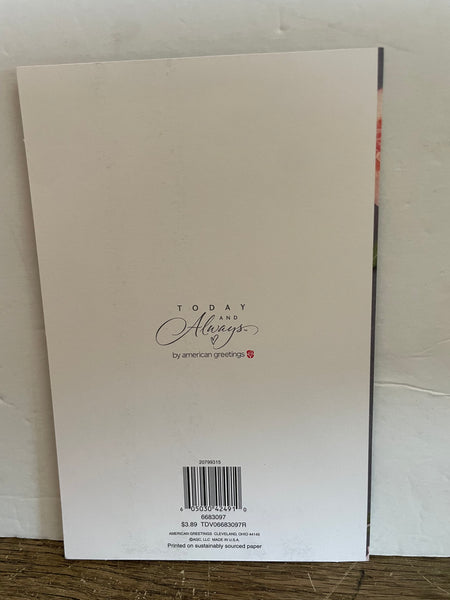 TODAY
AND
Always
by american greetings
20799315
6 05030 42491 0
6683097
$3.89 TDV06683097R
AMERICAN GREETINGS CLEVELAND, OHIO 44145
©AGC, LLC MADE IN U.S.A.
Printed on sustainably sourced paper